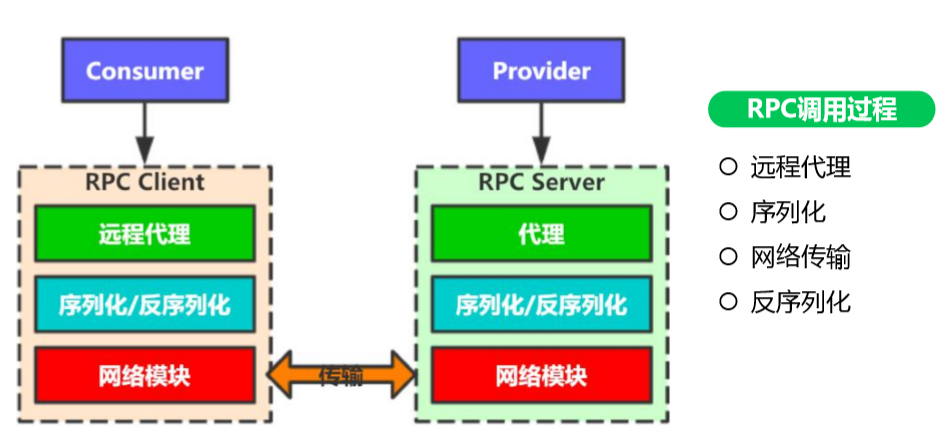 Consumer
RPC Client
远程代理
序列化/反序列化
网络模块
传输
Provider
RPC Server
代理
序列化/反序列化
网络模块
RPC调用过程
远程代理
序列化
网络传输
反序列化